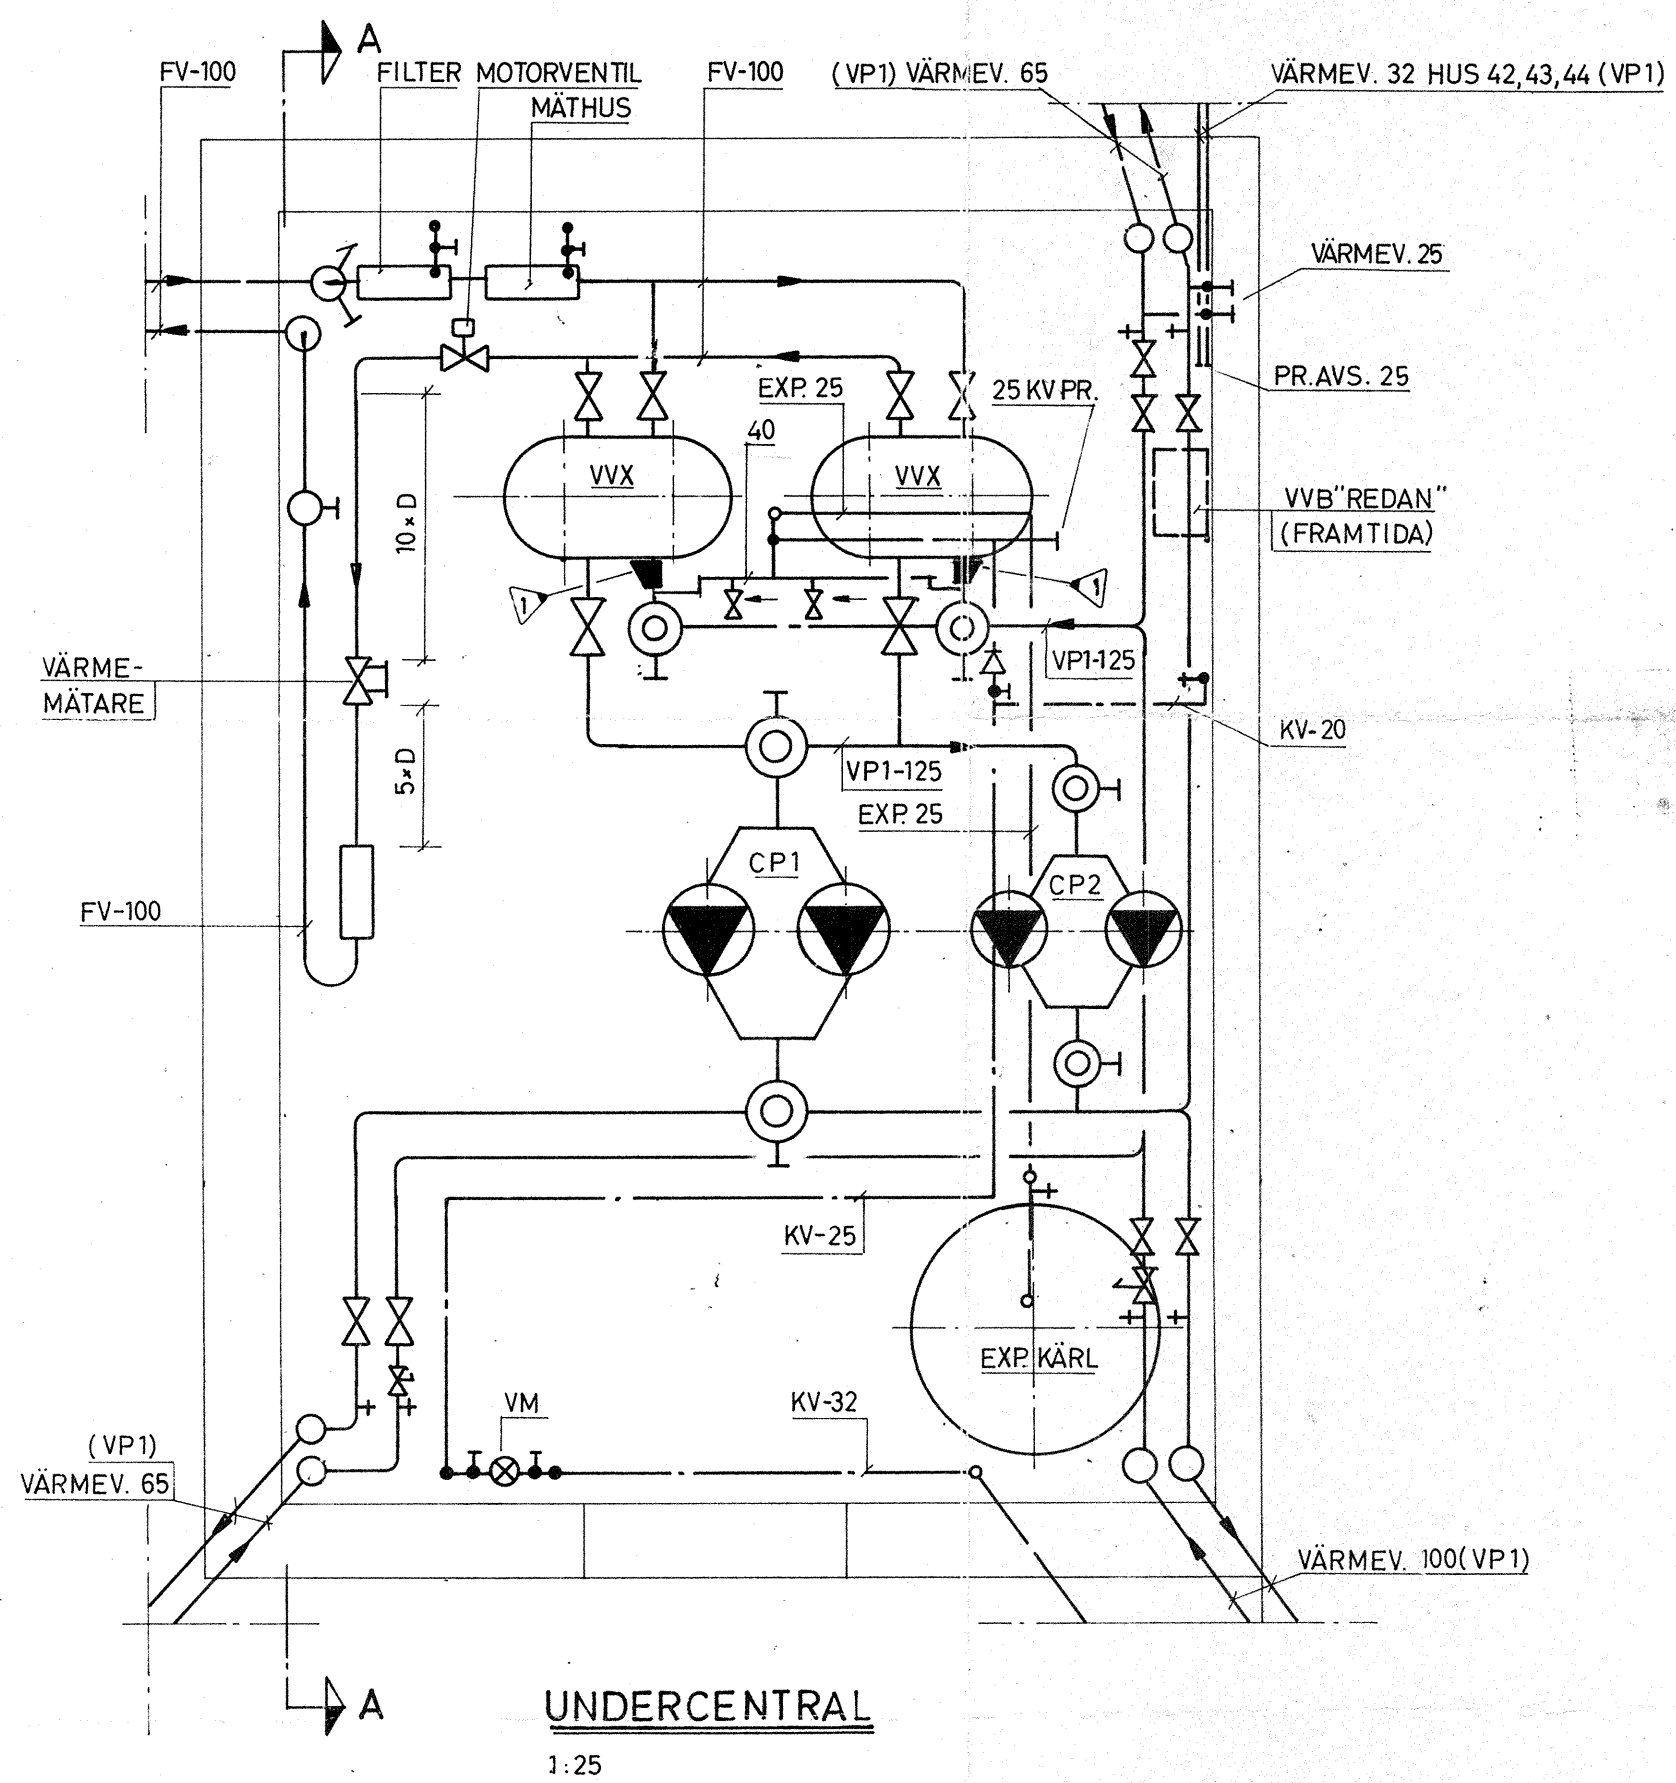 A
FV-100
FILTER
MOTORVENTIL
MÄTHUS
FV-100
(VP1) VÄRMEV. 65
VÄRMEV. 32 HUS 42,43,44 (VP1)
VÄRMEV. 25
PR.AVS. 25
EXP. 25
25 KV PR.
40
VVX
VVX
VVB"REDAN"
(FRAMTIDA)
10×D
1
1
VÄRME-
MÄTARE
VP1-125
KV-20
5×D
VP1-125
EXP. 25
CP1
CP2
FV-100
KV-25
EXP. KÄRL
VM
KV-32
(VP1)
VÄRMEV. 65
VÄRMEV. 100(VP1)
A
UNDERCENTRAL
1:25